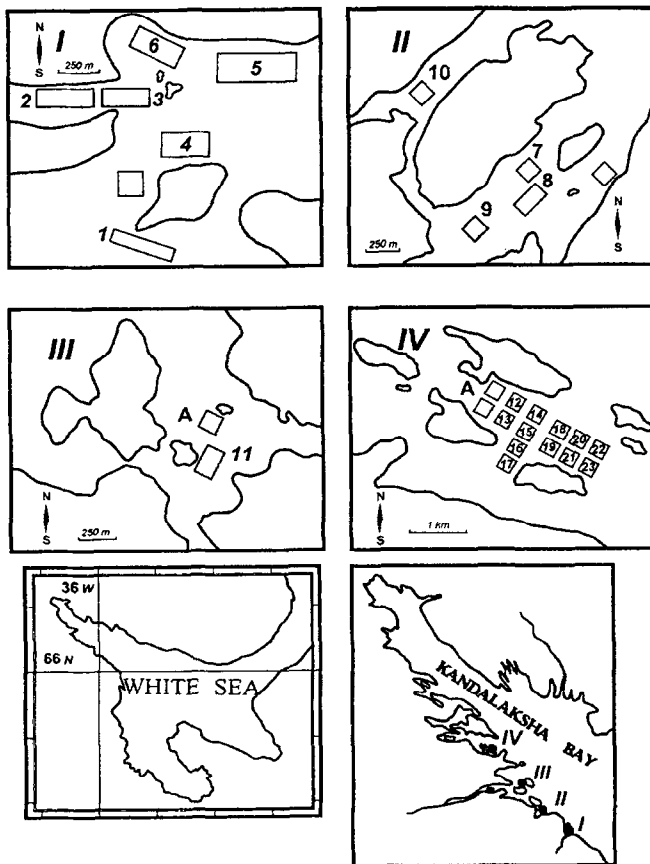 I
N
S
250 m
6
5
2
3
4
1
II
10
7
8
9
N
S
250 m
III
A
11
N
S
250 m
IV
A
12
14
13
15
18
20
22
16
19
21
23
17
N
S
1 km
36 W
66 N
WHITE SEA
KANDALAKSHA BAY
IV
III
II
I